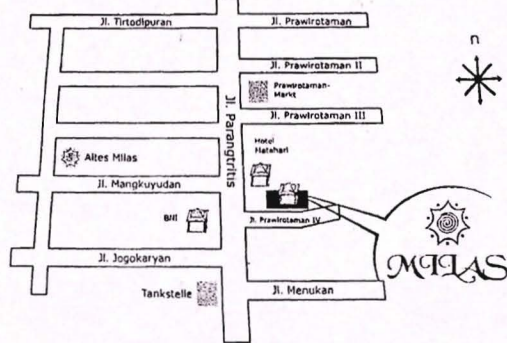 Jl. Tirtodipuran
Jl. Prawirotaman
n
Jl. Prawirotaman II
Prawirotaman-
Markt
Jl. Prawirotaman III
Jl. Parangtritis
Hotel
Matahari
Altes Milas
Jl. Mangkuyudan
BNI
Jl. Prawirotaman IV
MILAS
Jl. Jogokaryan
Tankstelle
Jl. Menukan